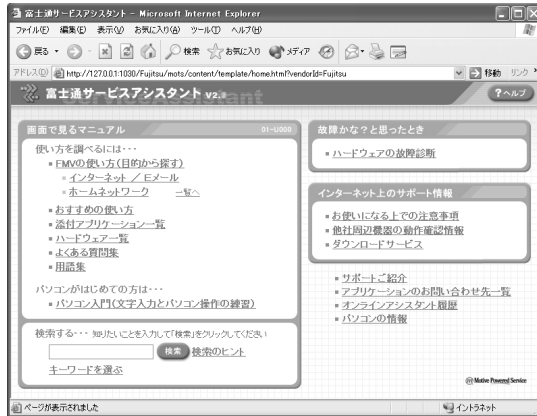 富士通サービスアシスタント - Microsoft Internet Explorer
ファイル(F) 編集(E) 表示(V) お気に入り(A) ツール(T) ヘルプ(H)
戻る 検索 お気に入り メディア
アドレス(D) http://127.0.0.1:1030/Fujitsu/mots/content/template/home.html?vendorId=Fujitsu 移動 リンク
富士通サービスアシスタント V2.8 ?ヘルプ
画面で見るマニュアル 01-U000
使い方を調べるには・・・
FMVの使い方(目的から探す)
インターネット / Eメール
ホームネットワーク 一覧へ
おすすめの使い方
添付アプリケーション一覧
ハードウェア一覧
よくある質問集
用語集
パソコンがはじめての方は・・・
パソコン入門(文字入力とパソコン操作の練習)
検索する・・・ 知りたいことを入力して「検索」をクリックしてください
検索 検索のヒント
キーワードを選ぶ
故障かな?と思ったとき
ハードウェアの故障診断
インターネット上のサポート情報
お使いになる上での注意事項
他社周辺機器の動作確認情報
ダウンロードサービス
サポートご紹介
アプリケーションのお問い合わせ先一覧
オンラインアシスタント履歴
パソコンの情報
Motive Powered Service
ページが表示されました イントラネット